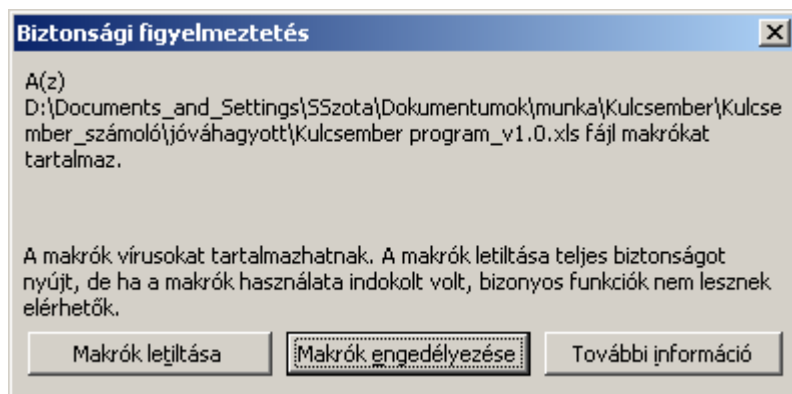 Biztonsági figyelmeztetés
A(z)
D:\Documents_and_Settings\SSzota\Dokumentumok\munka\Kulcsember\Kulcse
mber_számoló\jóváhagyott\Kulcsember program_v1.0.xls fájl makrókat
tartalmaz.
A makrók vírusokat tartalmazhatnak. A makrók letiltása teljes biztonságot
nyújt, de ha a makrók használata indokolt volt, bizonyos funkciók nem lesznek
elérhetők.
Makrók letiltása
Makrók engedélyezése
További információ